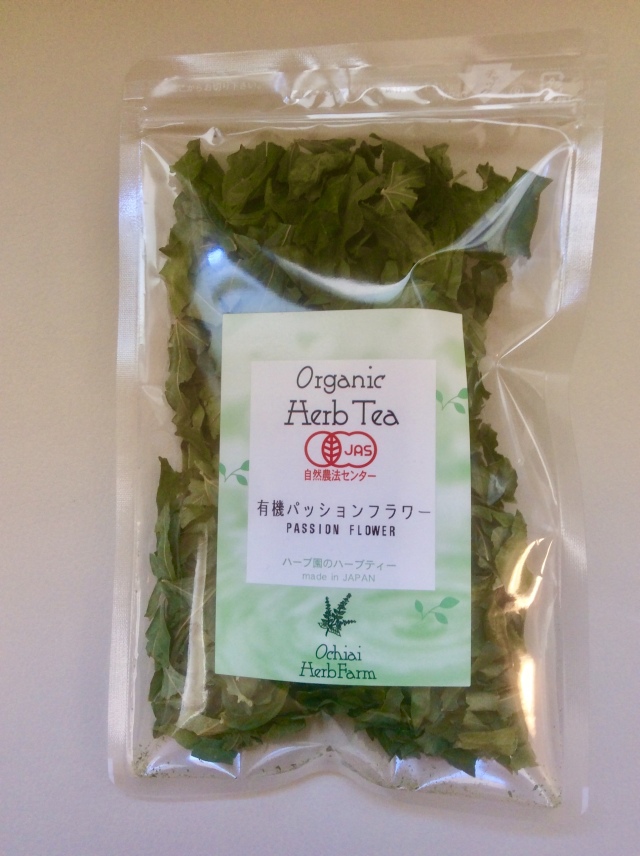 Organic
Herb Tea
JAS
自然農法センター
有機パッションフラワー
PASSION FLOWER
ハーブ園のハーブティー
made in JAPAN
Ochiai
HerbFarm